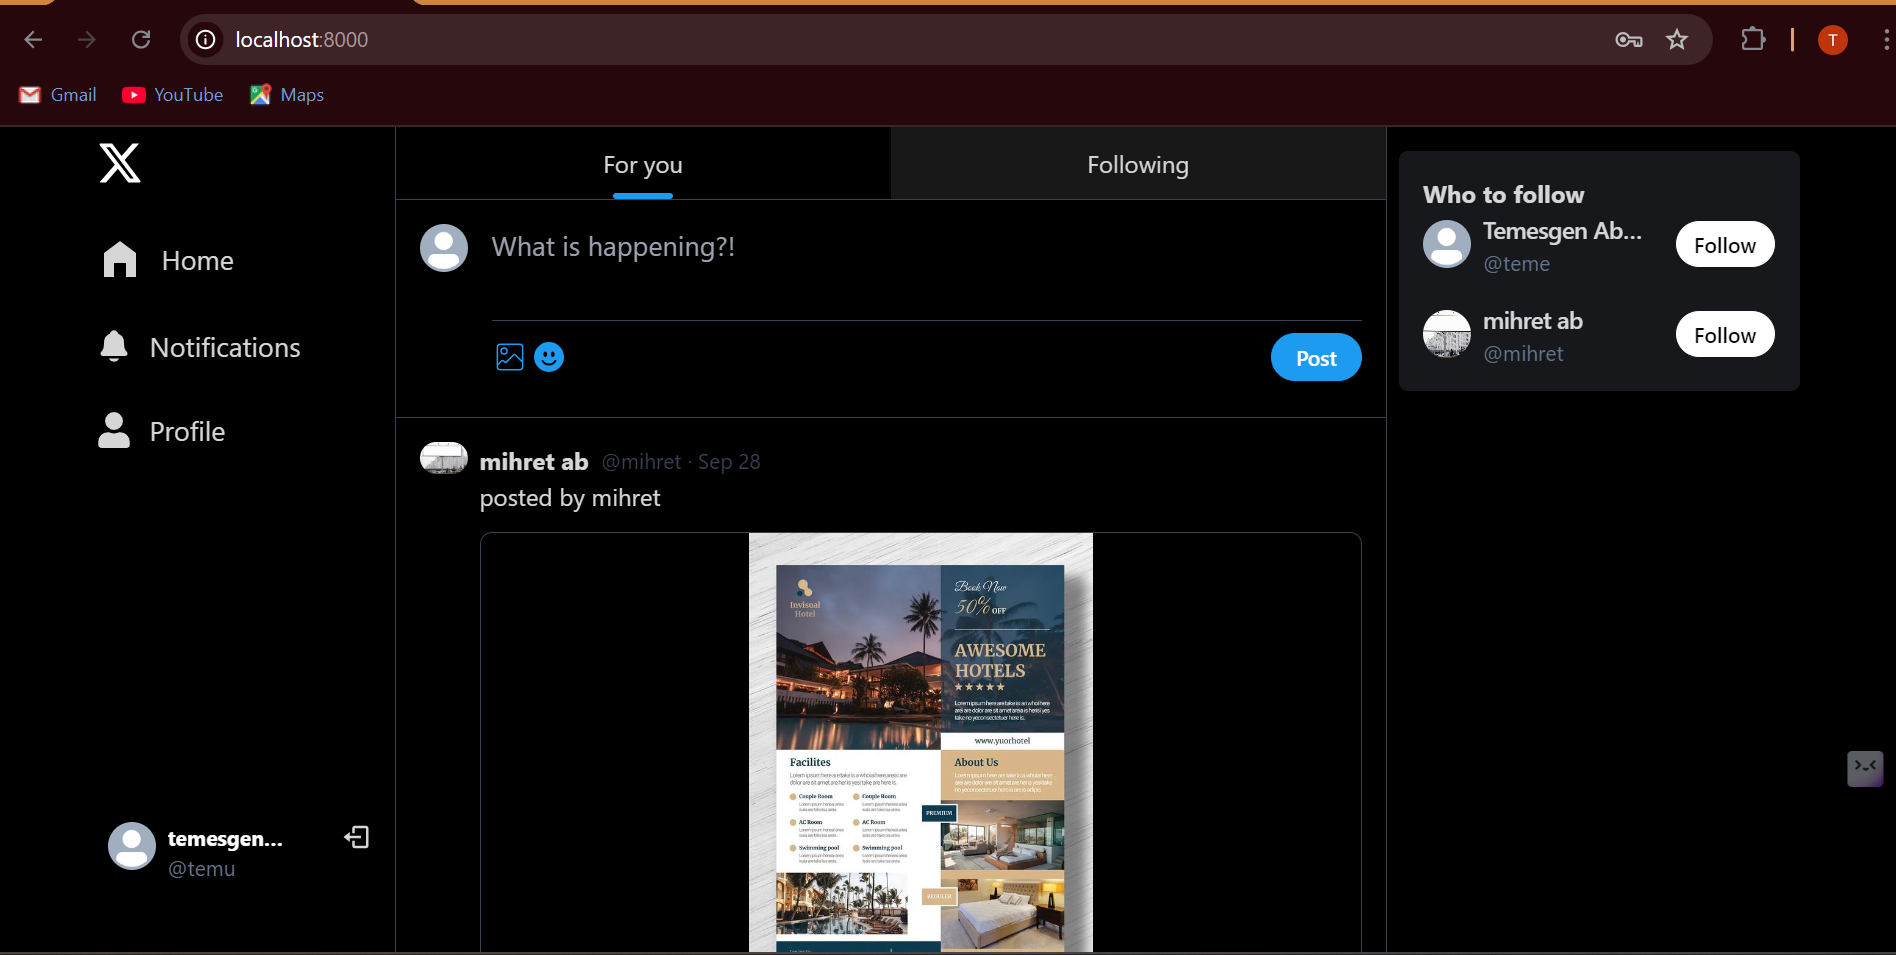 localhost:8000
T
Gmail
YouTube
Maps
X
Home
Notifications
Profile
temesgen...
@temu
For you
Following
What is happening?!
Post
mihret ab @mihret · Sep 28
posted by mihret
Invisual
Hotel
Book Now
50% OFF
AWESOME
HOTELS
www.yuorhotel
Facilites
Couple Room
Couple Room
AC Room
AC Room
Swimming pool
Swimming pool
About Us
PREMIUM
REGULER
Who to follow
Temesgen Ab...
@teme
Follow
mihret ab
@mihret
Follow